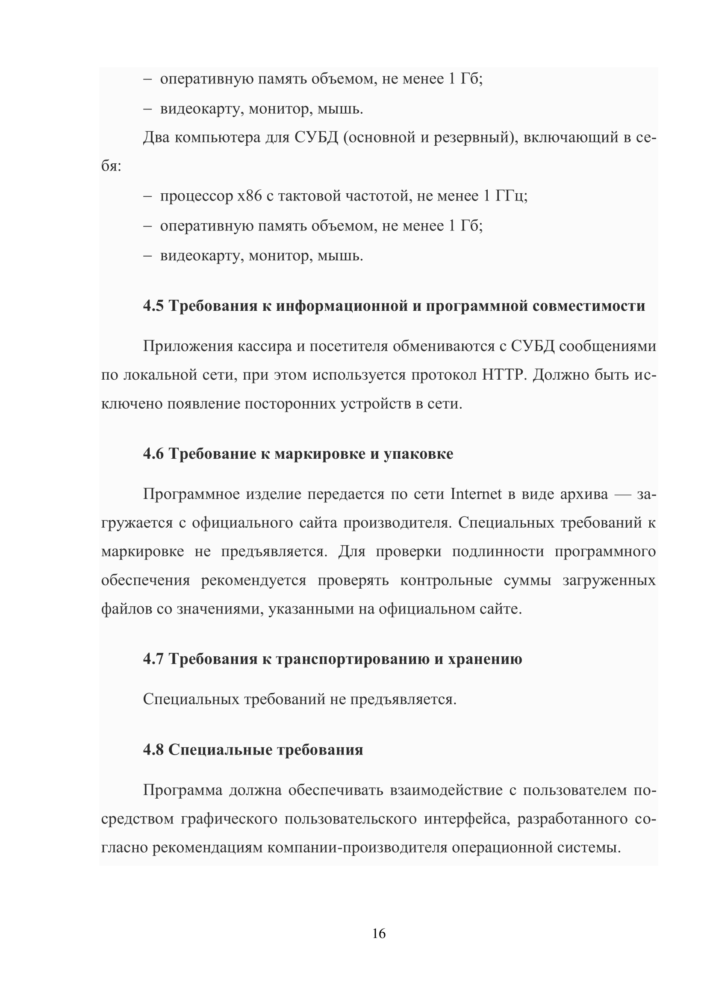 – оперативную память объемом, не менее 1 Гб;
– видеокарту, монитор, мышь.
Два компьютера для СУБД (основной и резервный), включающий в се-
бя:
– процессор x86 с тактовой частотой, не менее 1 ГГц;
– оперативную память объемом, не менее 1 Гб;
– видеокарту, монитор, мышь.
4.5 Требования к информационной и программной совместимости
Приложения кассира и посетителя обмениваются с СУБД сообщениями
по локальной сети, при этом используется протокол HTTP. Должно быть ис-
ключено появление посторонних устройств в сети.
4.6 Требование к маркировке и упаковке
Программное изделие передается по сети Internet в виде архива — за-
гружается с официального сайта производителя. Специальных требований к
маркировке не предъявляется. Для проверки подлинности программного
обеспечения рекомендуется проверять контрольные суммы загруженных
файлов со значениями, указанными на официальном сайте.
4.7 Требования к транспортированию и хранению
Специальных требований не предъявляется.
4.8 Специальные требования
Программа должна обеспечивать взаимодействие с пользователем по-
средством графического пользовательского интерфейса, разработанного со-
гласно рекомендациям компании-производителя операционной системы.
16